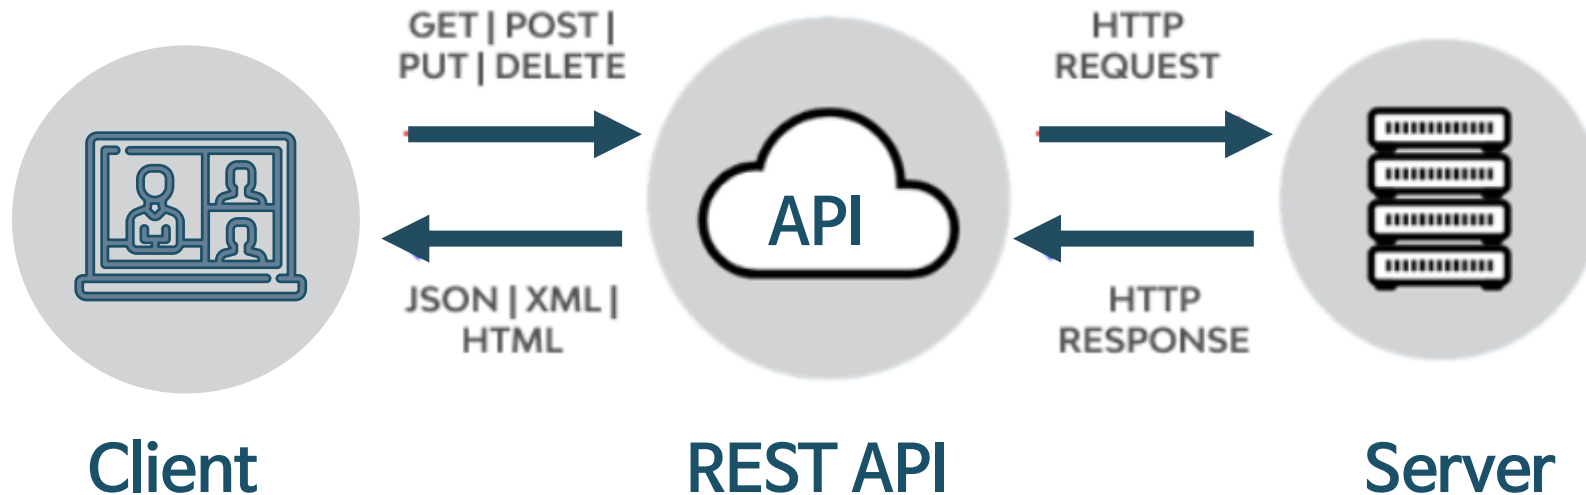 GET | POST |
PUT | DELETE
HTTP
REQUEST
API
JSON | XML |
HTML
HTTP
RESPONSE
Client
REST API
Server